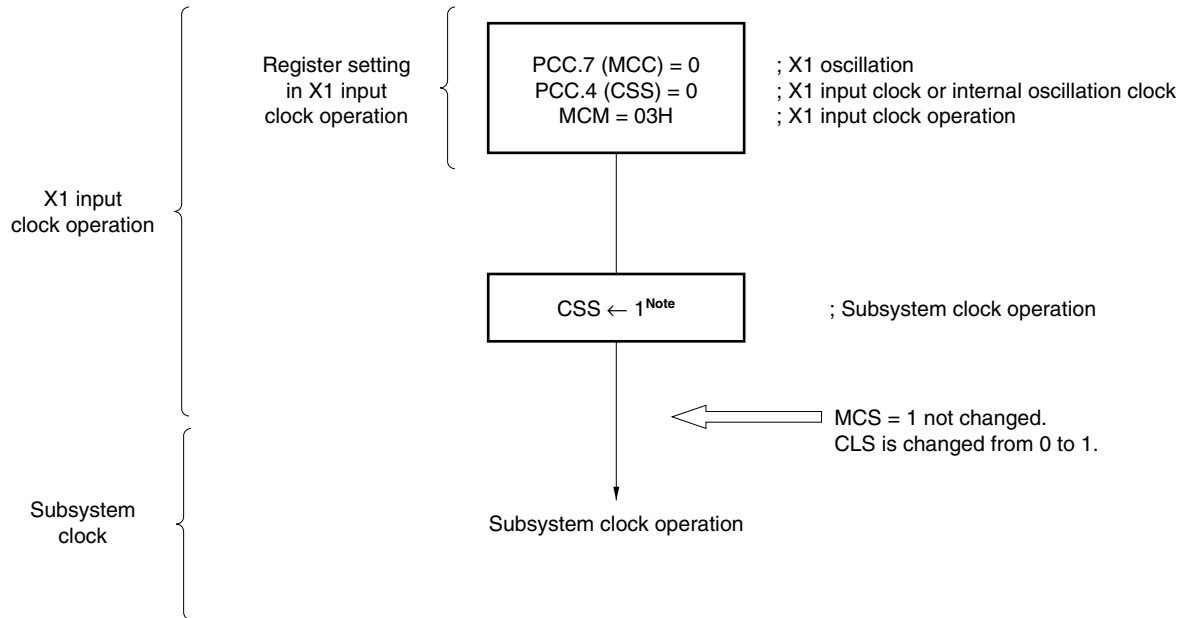 Register setting
in X1 input
clock operation
PCC.7 (MCC) = 0
PCC.4 (CSS) = 0
MCM = 03H
; X1 oscillation
; X1 input clock or internal oscillation clock
; X1 input clock operation
X1 input
clock operation
CSS ← 1Note
; Subsystem clock operation
MCS = 1 not changed.
CLS is changed from 0 to 1.
Subsystem
clock
Subsystem clock operation